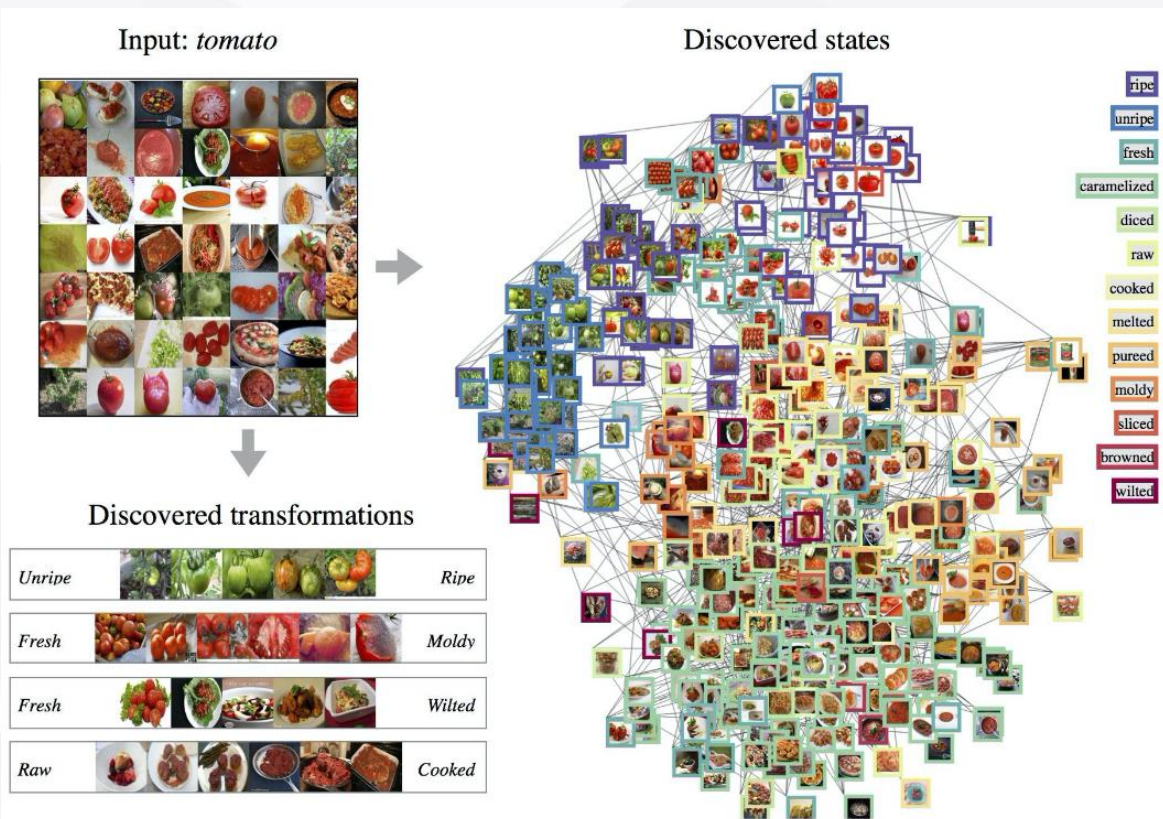 Input: tomato
Discovered states
ripe
unripe
fresh
caramelized
diced
raw
cooked
melted
pureed
moldy
sliced
browned
wilted
Discovered transformations
Unripe Ripe
Fresh Moldy
Fresh Wilted
Raw Cooked